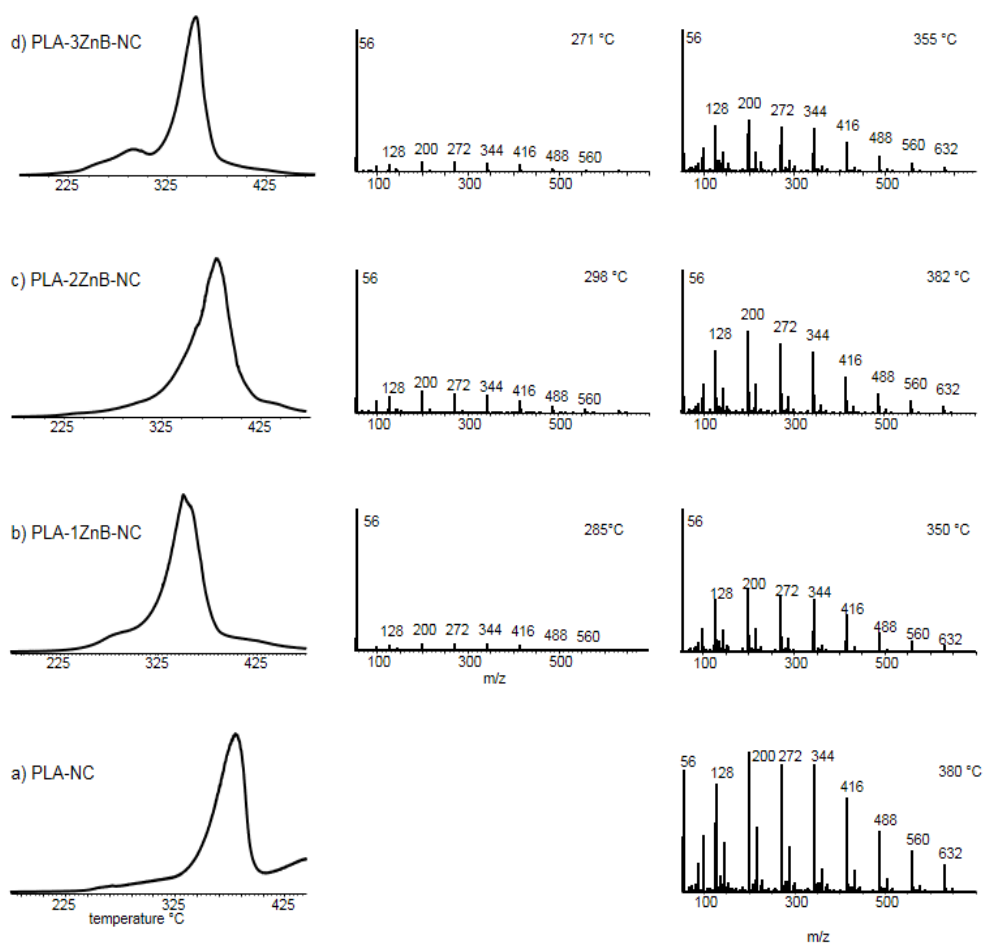 d) PLA-3ZnB-NC
225 325 425
56 271 °C
128 200 272 344 416 488 560
100 300 500
56 355 °C
128 200 272 344 416 488 560 632
100 300 500
c) PLA-2ZnB-NC
225 325 425
56 298 °C
128 200 272 344 416 488 560
100 300 500
56 382 °C
128 200 272 344 416 488 560 632
100 300 500
b) PLA-1ZnB-NC
225 325 425
56 285°C
128 200 272 344 416 488 560
100 300 500
m/z
56 350 °C
128 200 272 344 416 488 560 632
100 300 500
a) PLA-NC
225 325 425
temperature °C
56 128 200 272 344 416 488 560 632
380 °C
100 300 500
m/z